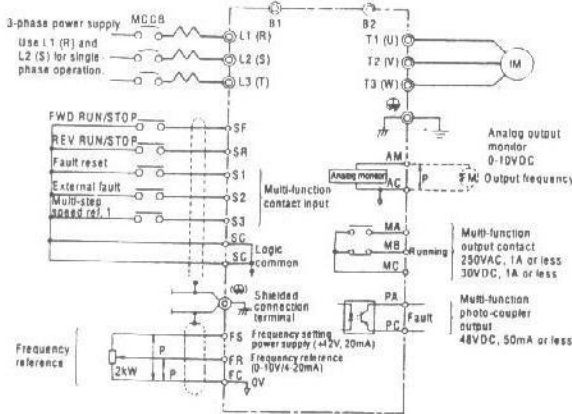 3-phase power supply
MCCB
Use L1 (R) and
L2 (S) for single-
phase operation.
L1 (R)
L2 (S)
L3 (T)
B1
B2
T1 (U)
T2 (V)
T3 (W)
IM
FWD RUN/STOP
REV RUN/STOP
Fault reset
External fault
Multi-step
speed ref. 1
SF
SR
S1
S2
S3
SC
SC
Multi-function
contact input
Logic
common
Shielded
connection
terminal
Frequency
reference
2kW
P
P
FS
FR
FC
Frequency setting
power supply (+12V, 20mA)
Frequency reference
(0-10V/4-20mA)
0V
AM
AC
Analog monitor
P
FM
Analog output
monitor
0-10VDC
Output frequency
MA
MB
MC
Running
Multi-function
output contact
250VAC, 1A or less
30VDC, 1A or less
PA
PC
Fault
Multi-function
photo-coupler
output
48VDC, 50mA or less